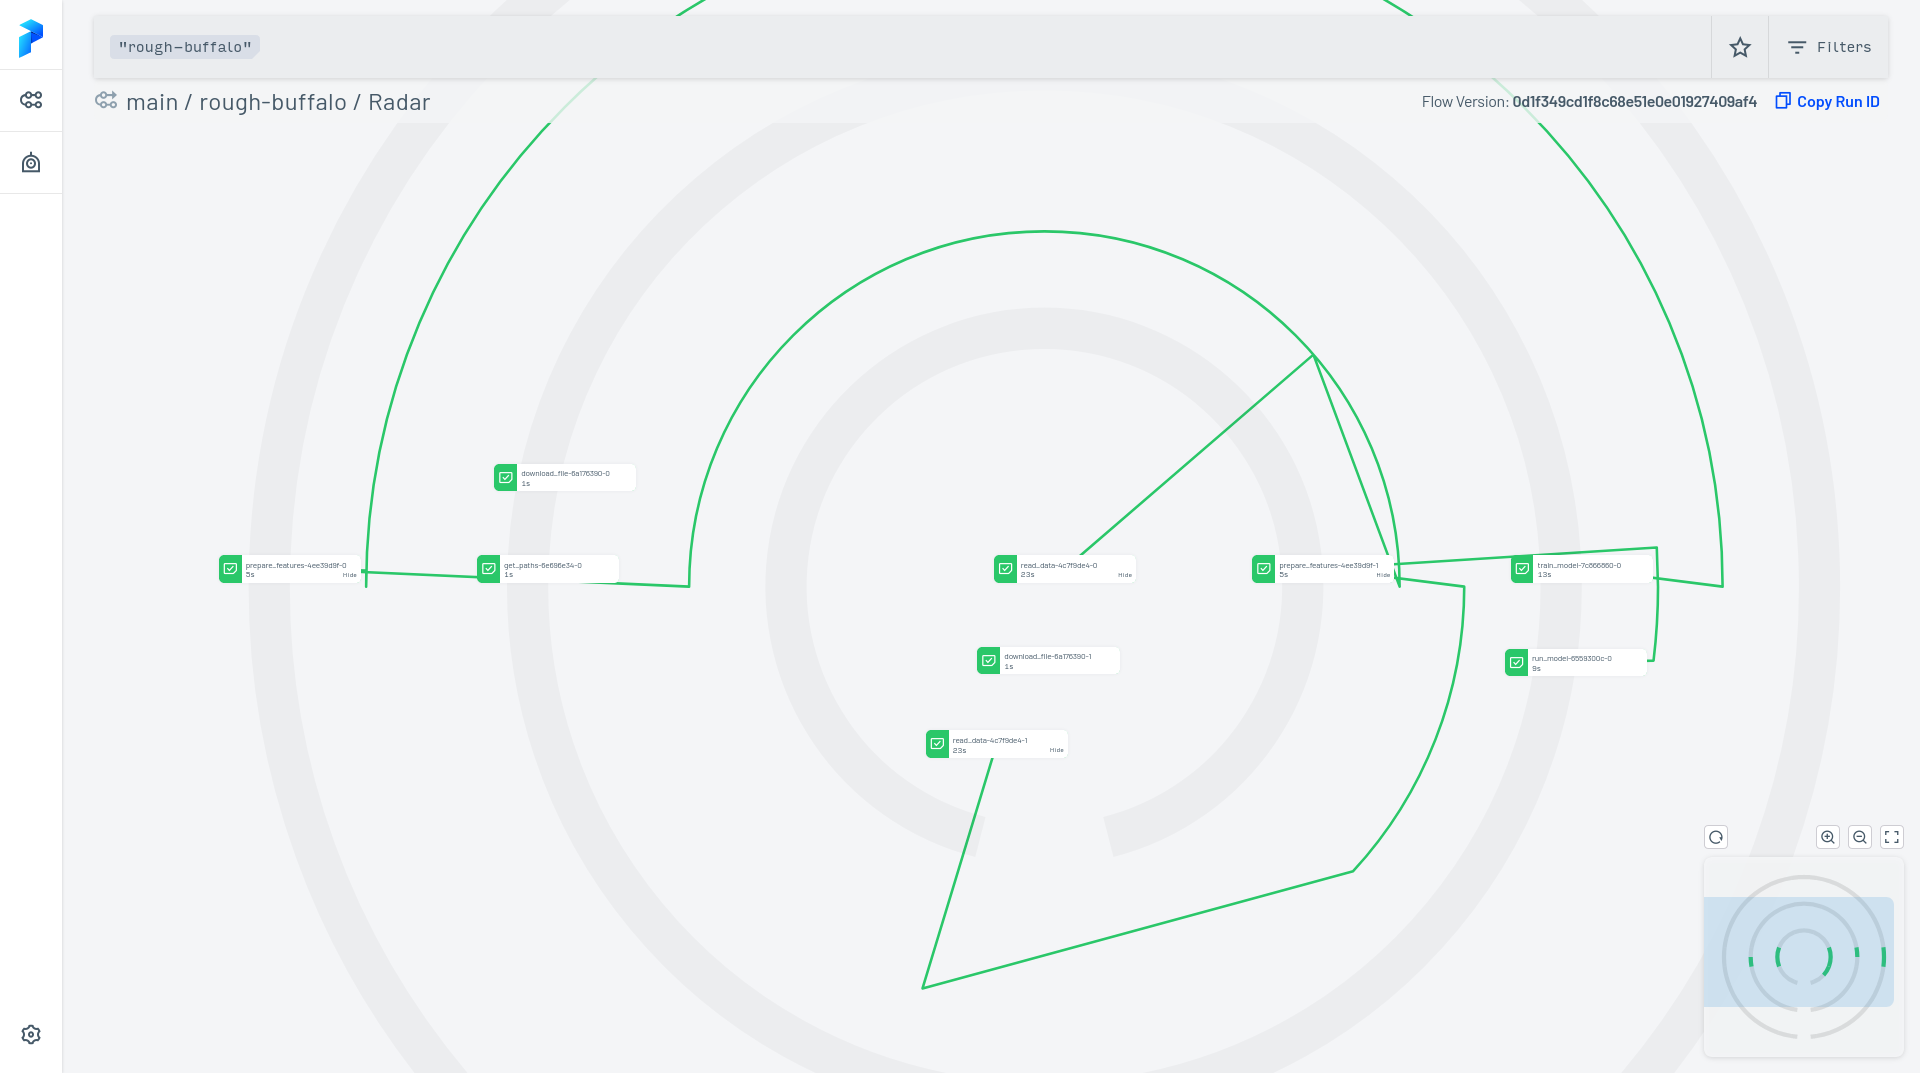 "rough-buffalo"
Filters
main / rough-buffalo / Radar
Flow Version: 0d1f349cd1f8c68e51e0e01927409af4
Copy Run ID
download_file-6a176390-0
1s
prepare_features-4ee39d9f-0
5s
Hide
get_paths-6e696e34-0
1s
read_data-4c7f9de4-0
23s
Hide
prepare_features-4ee39d9f-1
5s
Hide
train_model-7c666860-0
13s
download_file-6a176390-1
1s
run_model-6559300c-0
9s
read_data-4c7f9de4-1
23s
Hide